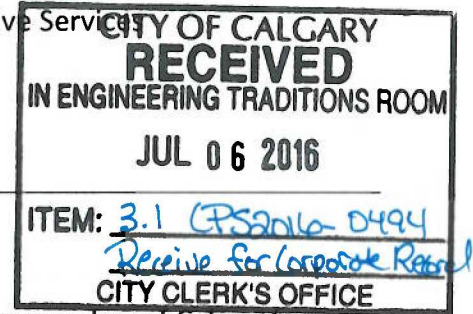 ve Services
CITY OF CALGARY
RECEIVED
IN ENGINEERING TRADITIONS ROOM
JUL 06 2016
ITEM: 3.1 CPS2016-0494
Receive for Corporate Record
CITY CLERK'S OFFICE